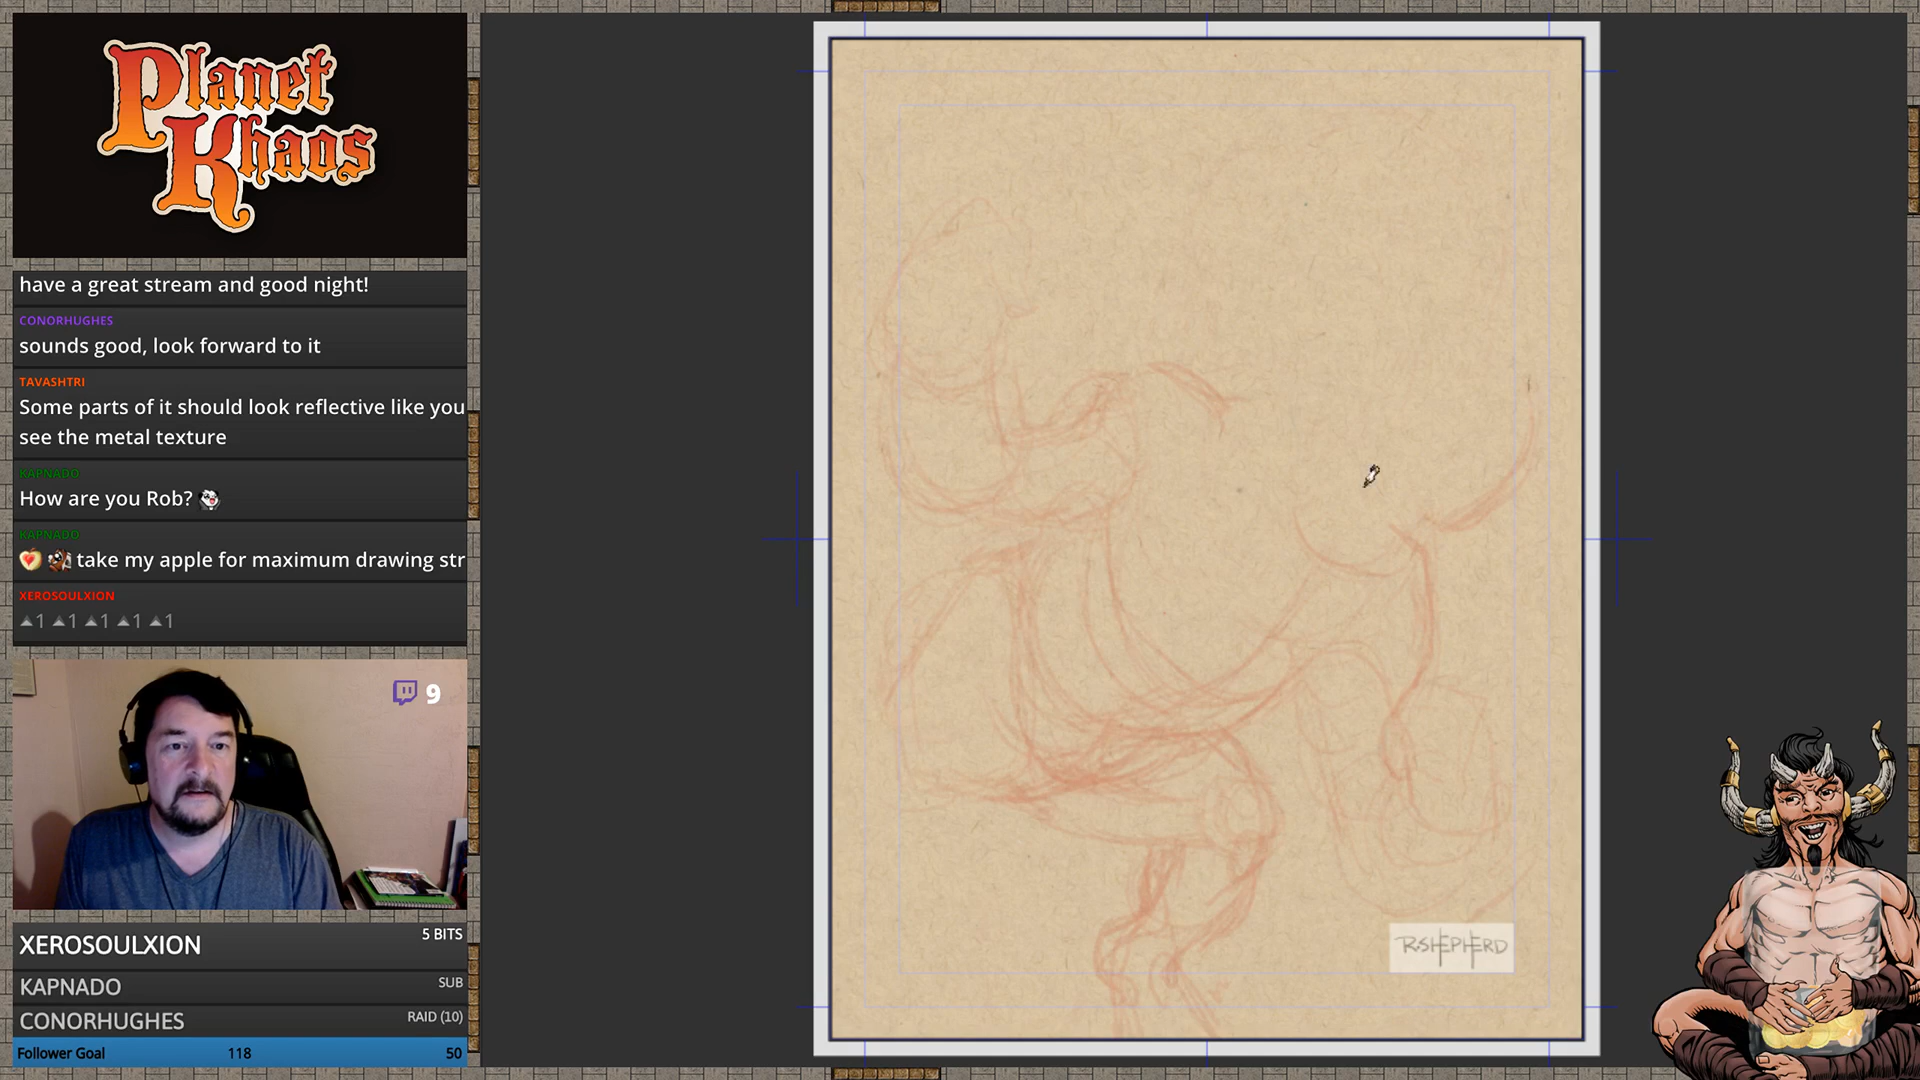 Planet
Khaos
have a great stream and good night!
CONORHUGHES
sounds good, look forward to it
TAVASHTRI
Some parts of it should look reflective like you
see the metal texture
KAPNADO
How are you Rob?
KAPNADO
take my apple for maximum drawing str
XEROSOULXION
1 1 1 1 1
9
XEROSOULXION 5 BITS
KAPNADO SUB
CONORHUGHES RAID (10)
Follower Goal 118 50
R.SHEPHERD